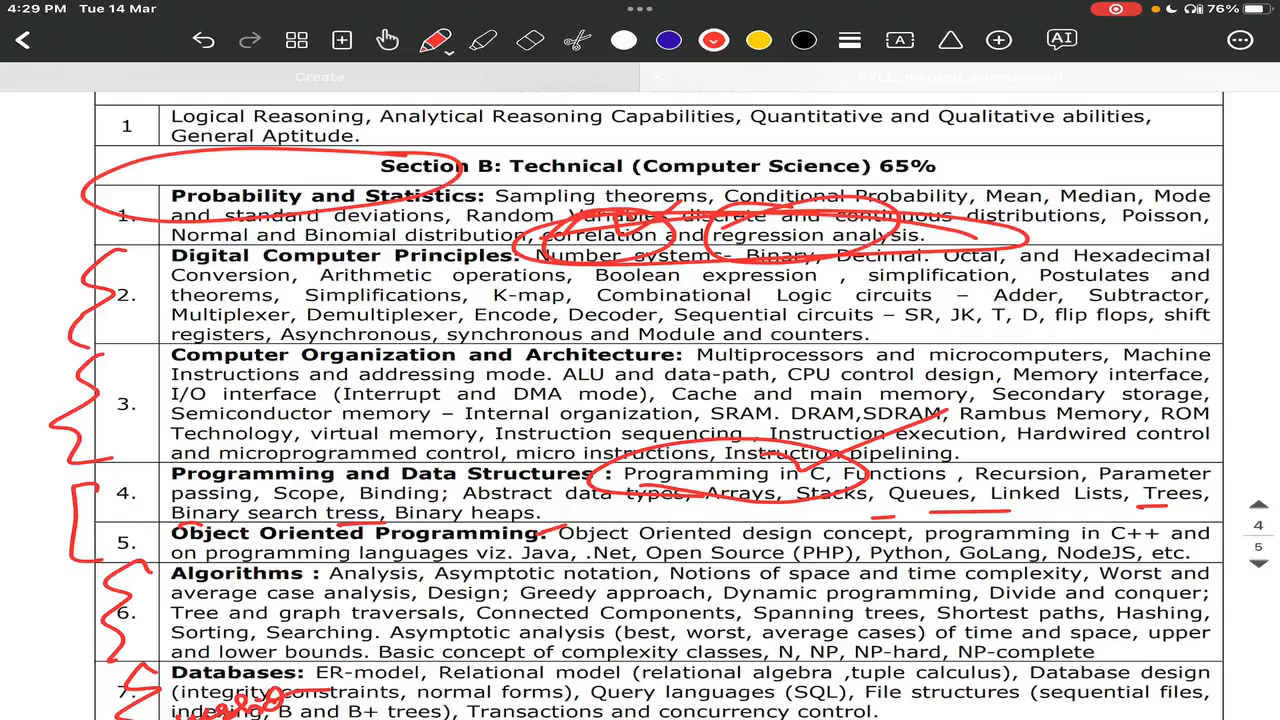 4:29 PM Tue 14 Mar
76%
A
AI
Create
SYLL_merged_compressed
1 Logical Reasoning, Analytical Reasoning Capabilities, Quantitative and Qualitative abilities,
General Aptitude.
Section B: Technical (Computer Science) 65%
Probability and Statistics: Sampling theorems, Conditional Probability, Mean, Median, Mode
1. and standard deviations, Random Variables discrete and continuous distributions, Poisson,
Normal and Binomial distribution, correlation and regression analysis.
Digital Computer Principles: Number systems- Binary, Decimal. Octal, and Hexadecimal
Conversion, Arithmetic operations, Boolean expression , simplification, Postulates and
2. theorems, Simplifications, K-map, Combinational Logic circuits – Adder, Subtractor,
Multiplexer, Demultiplexer, Encode, Decoder, Sequential circuits – SR, JK, T, D, flip flops, shift
registers, Asynchronous, synchronous and Module and counters.
Computer Organization and Architecture: Multiprocessors and microcomputers, Machine
Instructions and addressing mode. ALU and data-path, CPU control design, Memory interface,
I/O interface (Interrupt and DMA mode), Cache and main memory, Secondary storage,
3. Semiconductor memory – Internal organization, SRAM. DRAM,SDRAM, Rambus Memory, ROM
Technology, virtual memory, Instruction sequencing , Instruction execution, Hardwired control
and microprogrammed control, micro instructions, Instruction pipelining.
Programming and Data Structures : Programming in C, Functions , Recursion, Parameter
4. passing, Scope, Binding; Abstract data types, Arrays, Stacks, Queues, Linked Lists, Trees,
Binary search tress, Binary heaps.
Object Oriented Programming: Object Oriented design concept, programming in C++ and
5. on programming languages viz. Java, .Net, Open Source (PHP), Python, GoLang, NodeJS, etc.
Algorithms : Analysis, Asymptotic notation, Notions of space and time complexity, Worst and
average case analysis, Design; Greedy approach, Dynamic programming, Divide and conquer;
6. Tree and graph traversals, Connected Components, Spanning trees, Shortest paths, Hashing,
Sorting, Searching. Asymptotic analysis (best, worst, average cases) of time and space, upper
and lower bounds. Basic concept of complexity classes, N, NP, NP-hard, NP-complete
Databases: ER-model, Relational model (relational algebra ,tuple calculus), Database design
7. (integrity constraints, normal forms), Query languages (SQL), File structures (sequential files,
indexing, B and B+ trees), Transactions and concurrency control.
4
5